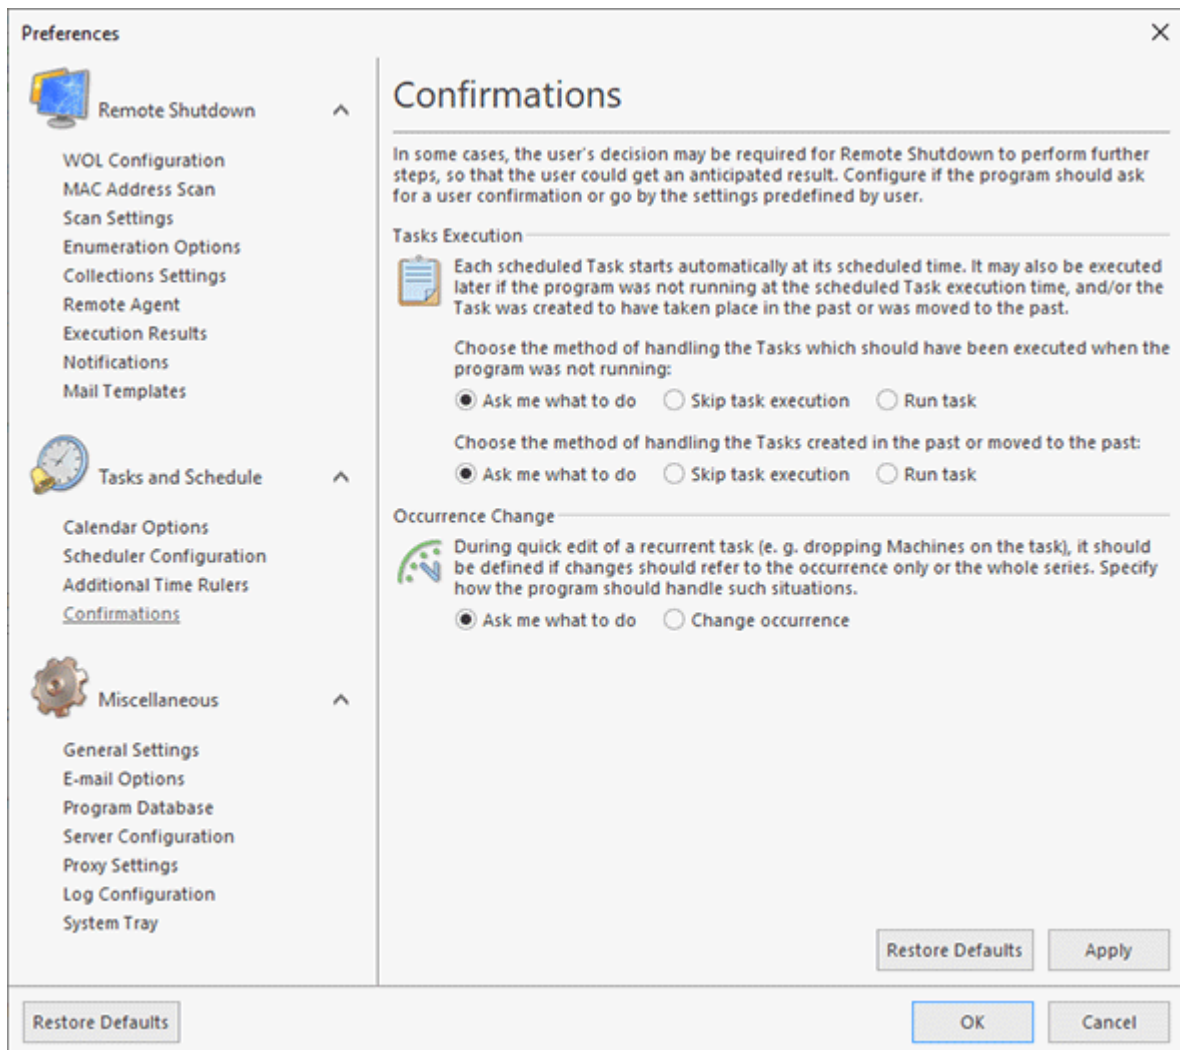 Preferences
Remote Shutdown
WOL Configuration
MAC Address Scan
Scan Settings
Enumeration Options
Collections Settings
Remote Agent
Execution Results
Notifications
Mail Templates
Tasks and Schedule
Calendar Options
Scheduler Configuration
Additional Time Rulers
Confirmations
Miscellaneous
General Settings
E-mail Options
Program Database
Server Configuration
Proxy Settings
Log Configuration
System Tray
Confirmations
In some cases, the user's decision may be required for Remote Shutdown to perform further
steps, so that the user could get an anticipated result. Configure if the program should ask
for a user confirmation or go by the settings predefined by user.
Tasks Execution
Each scheduled Task starts automatically at its scheduled time. It may also be executed
later if the program was not running at the scheduled Task execution time, and/or the
Task was created to have taken place in the past or was moved to the past.
Choose the method of handling the Tasks which should have been executed when the
program was not running:
Ask me what to do Skip task execution Run task
Choose the method of handling the Tasks created in the past or moved to the past:
Ask me what to do Skip task execution Run task
Occurrence Change
During quick edit of a recurrent task (e. g. dropping Machines on the task), it should
be defined if changes should refer to the occurrence only or the whole series. Specify
how the program should handle such situations.
Ask me what to do Change occurrence
Restore Defaults Apply
Restore Defaults OK Cancel